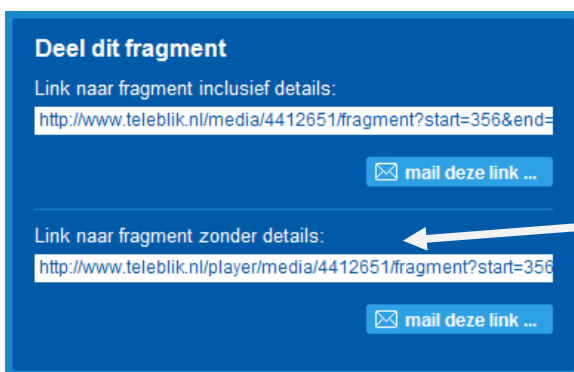 Deel dit fragment
Link naar fragment inclusief details:
http://www.teleblik.nl/media/4412651/fragment?start=356&end=
mail deze link ...
Link naar fragment zonder details:
http://www.teleblik.nl/player/media/4412651/fragment?start=356
mail deze link ...